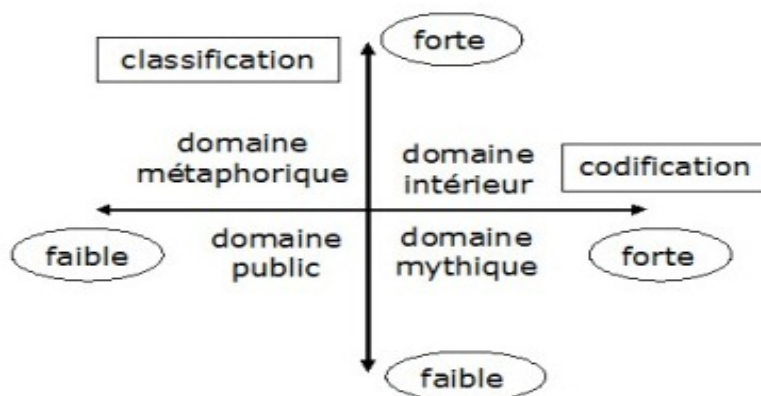 forte
classification
domaine
métaphorique
domaine
intérieur
codification
faible
domaine
public
domaine
mythique
forte
faible